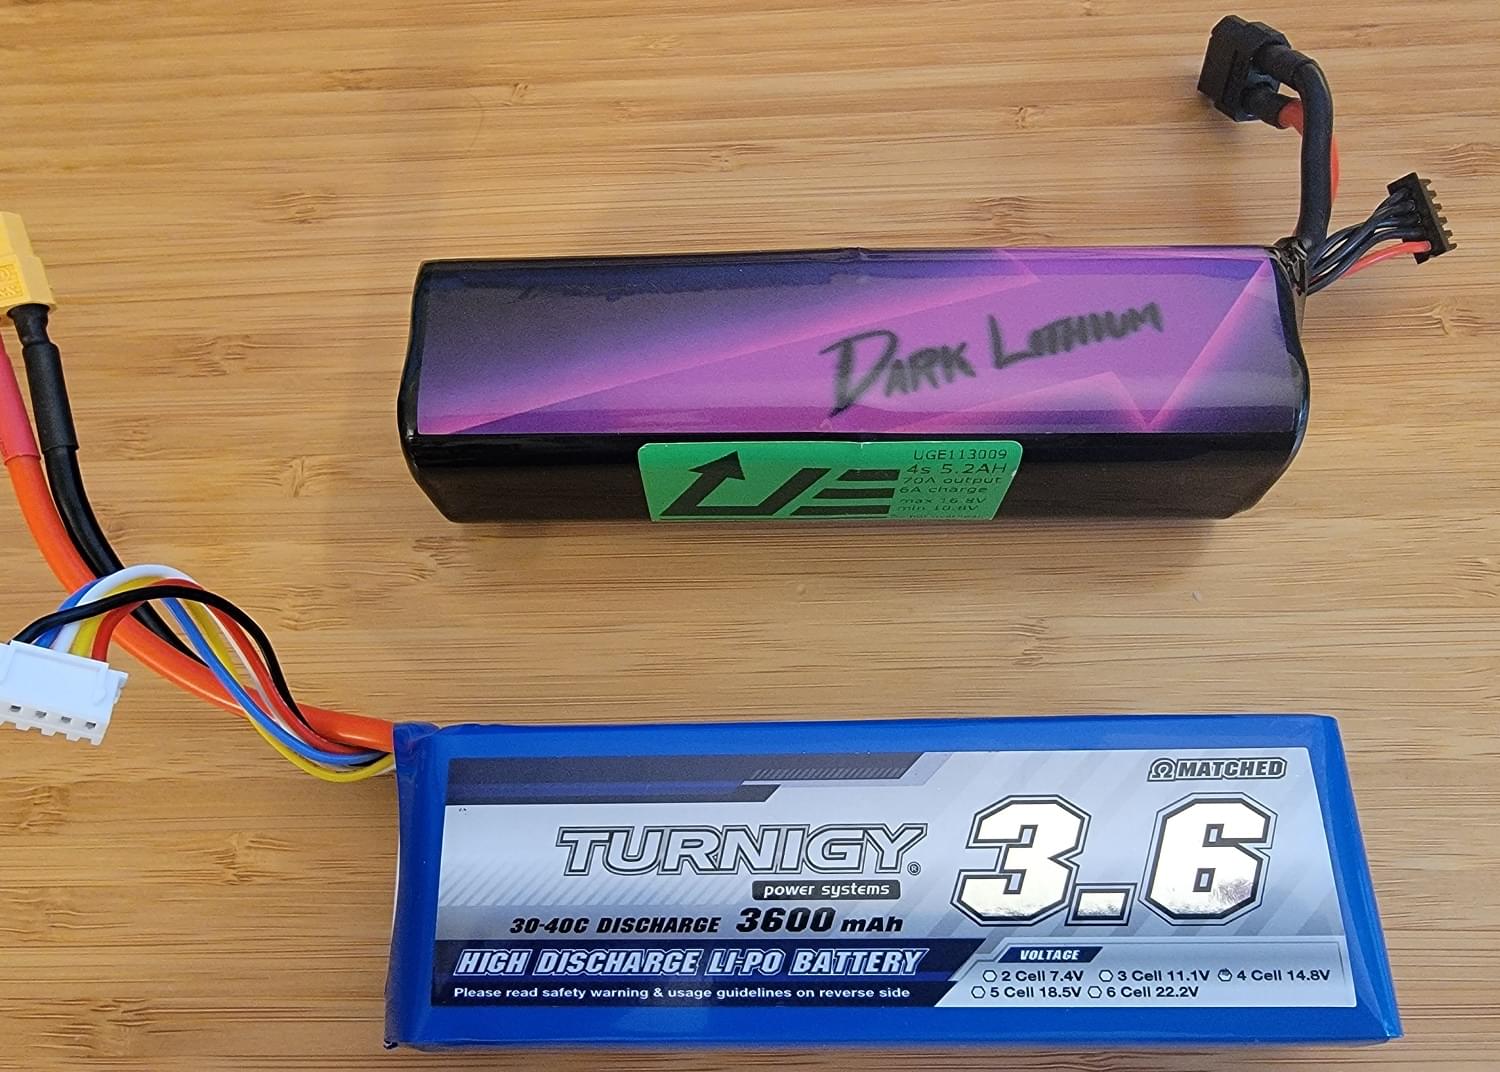 DARK LITHIUM
UE
UGE113009
4s 5.2AH
70A output
6A charge
max 16.8V
min 10.8V
ΩMATCHED
TURNIGY®
power systems
3.6
30-40C DISCHARGE 3600 mAh
HIGH DISCHARGE LI-PO BATTERY
Please read safety warning & usage guidelines on reverse side
VOLTAGE
2 Cell 7.4V 3 Cell 11.1V 4 Cell 14.8V
5 Cell 18.5V 6 Cell 22.2V